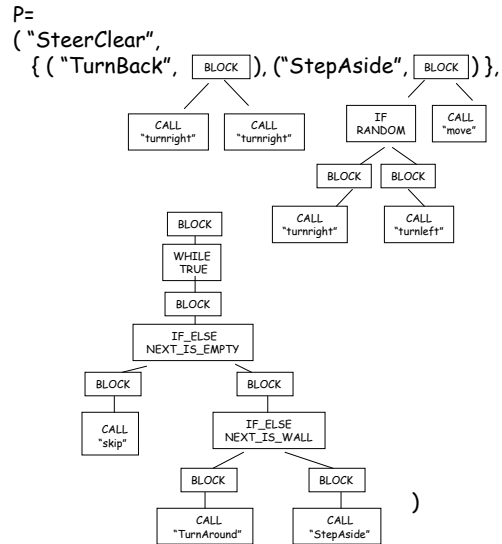 P=
( “SteerClear”,
{ ( “TurnBack”, BLOCK ), (“StepAside”, BLOCK ) },
CALL “turnright”
CALL “turnright”
IF RANDOM
CALL “move”
BLOCK
BLOCK
CALL “turnright”
CALL “turnleft”
BLOCK
WHILE TRUE
BLOCK
IF_ELSE
NEXT_IS_EMPTY
BLOCK
BLOCK
CALL “skip”
IF_ELSE
NEXT_IS_WALL
BLOCK
BLOCK
CALL “TurnAround”
CALL “StepAside”
)